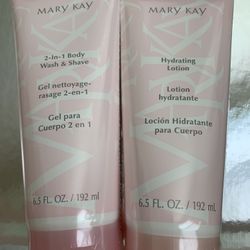 MARY KAY
2-In-1 Body
Wash & Shave
Gel nettoyage-
rasage 2-en-1
Gel para
Cuerpo 2 en 1
6.5 FL. OZ. / 192 mL
MARY KAY
Hydrating
Lotion
Lotion
hydratante
Loción Hidratante
para Cuerpo
6.5 FL. OZ. / 192 mL